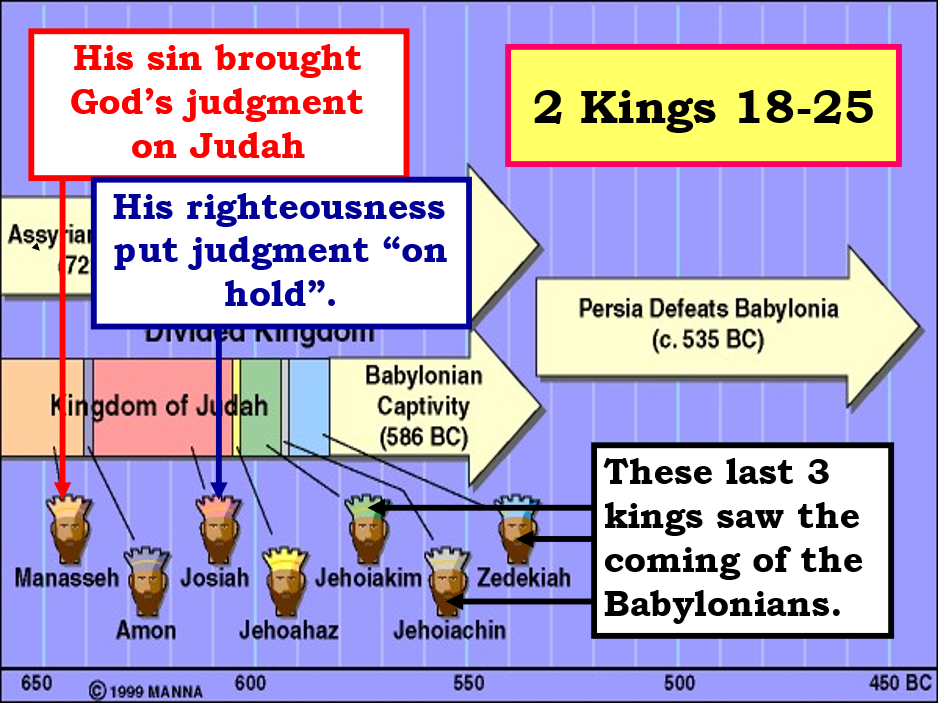 His sin brought
God's judgment
on Judah
2 Kings 18-25
His righteousness
put judgment “on
hold”.
Assyrian
(72
Divided Kingdom
Persia Defeats Babylonia
(c. 535 BC)
Kingdom of Judah
Babylonian
Captivity
(586 BC)
These last 3
kings saw the
coming of the
Babylonians.
Manasseh
Josiah
Jehoiakim
Zedekiah
Amon
Jehoahaz
Jehoiachin
650
© 1999 MANNA
600
550
500
450 BC